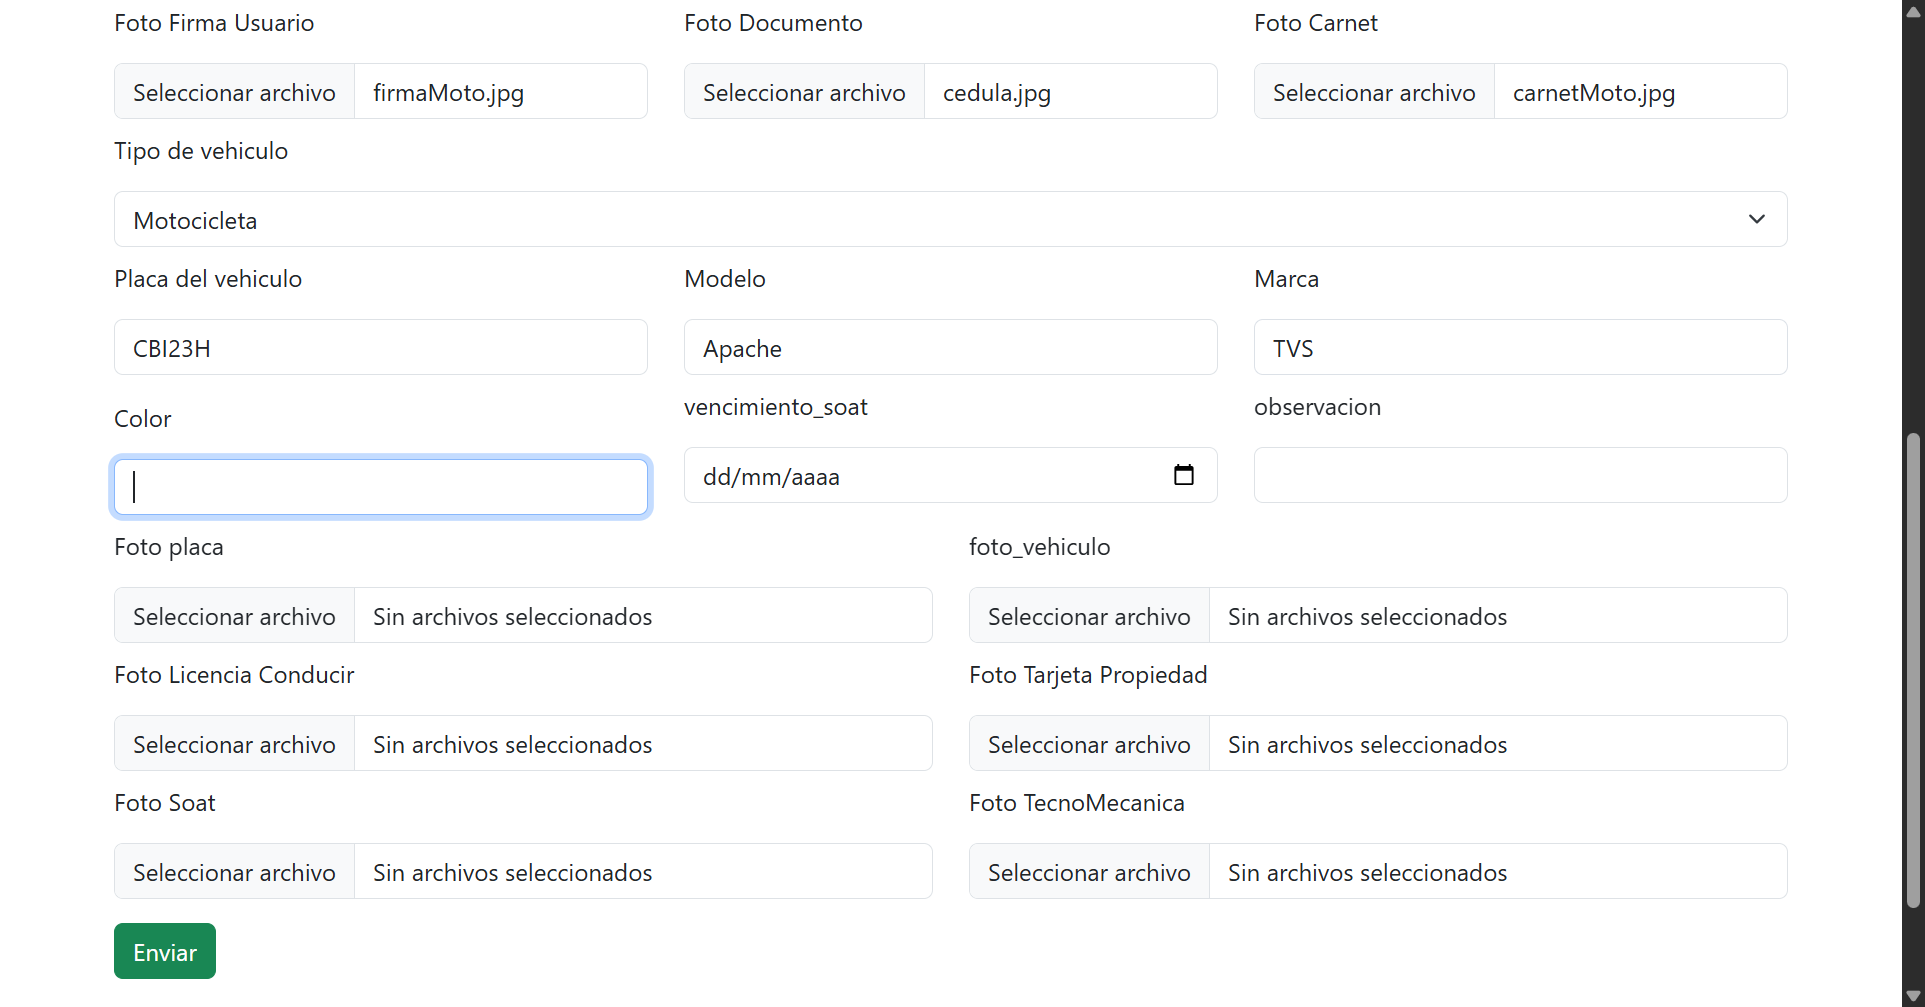 Foto Firma Usuario Foto Documento Foto Carnet
Seleccionar archivo firmaMoto.jpg Seleccionar archivo cedula.jpg Seleccionar archivo carnetMoto.jpg
Tipo de vehiculo
Motocicleta
Placa del vehiculo Modelo Marca
CBI23H Apache TVS
Color vencimiento_soat observacion
dd/mm/aaaa
Foto placa foto_vehiculo
Seleccionar archivo Sin archivos seleccionados Seleccionar archivo Sin archivos seleccionados
Foto Licencia Conducir Foto Tarjeta Propiedad
Seleccionar archivo Sin archivos seleccionados Seleccionar archivo Sin archivos seleccionados
Foto Soat Foto TecnoMecanica
Seleccionar archivo Sin archivos seleccionados Seleccionar archivo Sin archivos seleccionados
Enviar